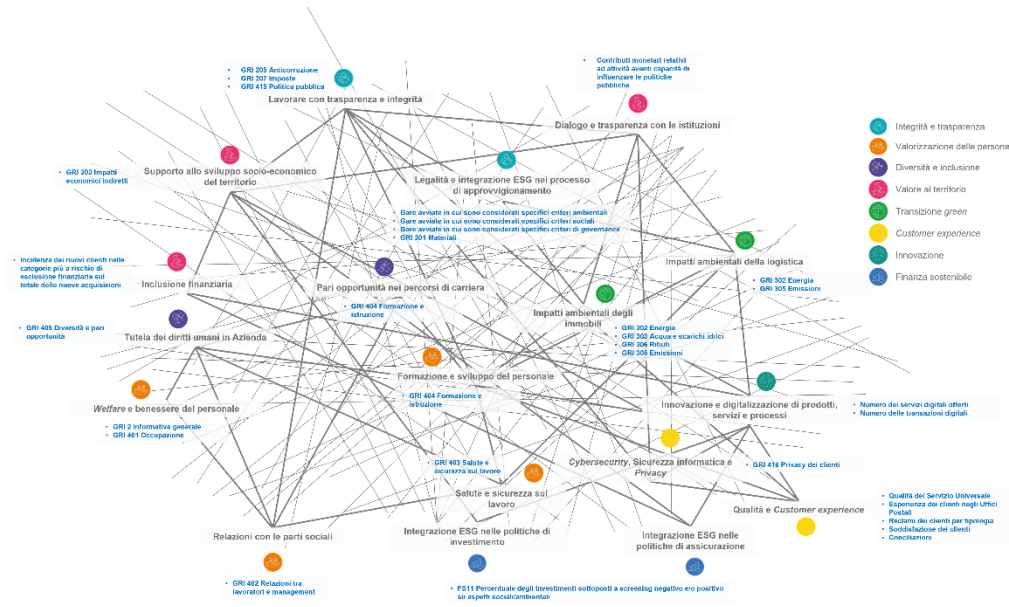 • GRI 205 Anticorruzione
• GRI 207 Imposte
• GRI 415 Politica pubblica
Lavorare con trasparenza e integrità
• Contributi monetari relativi
ad attività aventi capacità di
influenzare le politiche
pubbliche
Dialogo e trasparenza con le istituzioni
• GRI 203 Impatti
economici indiretti
Supporto allo sviluppo socio-economico
del territorio
Legalità e integrazione ESG nel processo
di approvvigionamento
• Gare avviate in cui sono considerati specifici criteri ambientali
• Gare avviate in cui sono considerati specifici criteri sociali
• Gare avviate in cui sono considerati specifici criteri di governance
• GRI 301 Materiali
Impatti ambientali della logistica
• GRI 302 Energia
• GRI 305 Emissioni
• Incidenza dei nuovi clienti nelle
categorie più a rischio di
esclusione finanziaria sul
totale delle nuove acquisizioni
Inclusione finanziaria
Pari opportunità nei percorsi di carriera
• GRI 404 Formazione e
istruzione
Impatti ambientali degli
immobili
• GRI 302 Energia
• GRI 303 Acqua e scarichi idrici
• GRI 306 Rifiuti
• GRI 305 Emissioni
• GRI 405 Diversità e pari
opportunità
Tutela dei diritti umani in Azienda
Formazione e sviluppo del personale
• GRI 404 Formazione e
istruzione
Welfare e benessere del personale
• GRI 2 Informativa generale
• GRI 401 Occupazione
Innovazione e digitalizzazione di prodotti,
servizi e processi
• Numero dei servizi digitali offerti
• Numero delle transazioni digitali
Cybersecurity, Sicurezza informatica e
Privacy
• GRI 418 Privacy dei clienti
• GRI 403 Salute e
sicurezza sul lavoro
Salute e sicurezza sul
lavoro
Qualità e Customer experience
• Qualità del Servizio Universale
• Esperienza dei clienti negli Uffici
Postali
• Reclami dei clienti per tipologia
• Soddisfazione dei clienti
• Conciliazioni
Relazioni con le parti sociali
• GRI 402 Relazioni tra
lavoratori e management
Integrazione ESG nelle politiche di
investimento
Integrazione ESG nelle
politiche di assicurazione
• FS11 Percentuale degli investimenti sottoposti a screening negativo e/o positivo
su aspetti sociali/ambientali
Integrità e trasparenza
Valorizzazione delle persone
Diversità e inclusione
Valore al territorio
Transizione green
Customer experience
Innovazione
Finanza sostenibile